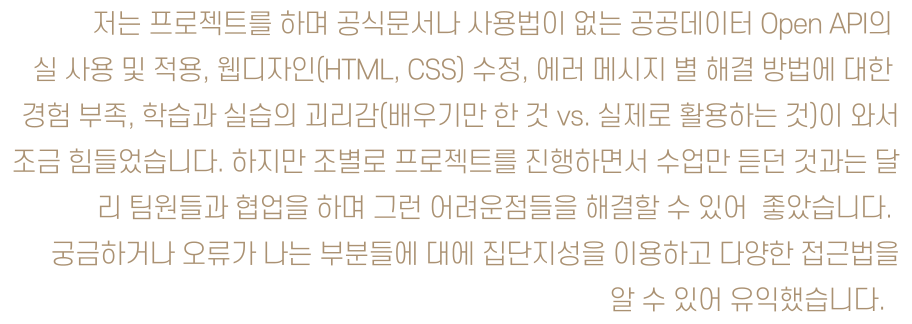 저는 프로젝트를 하며 공식문서나 사용법이 없는 공공데이터 Open API의
실 사용 및 적용, 웹디자인(HTML, CSS) 수정, 에러 메시지 별 해결 방법에 대한
경험 부족, 학습과 실습의 괴리감(배우기만 한 것 vs. 실제로 활용하는 것)이 와서
조금 힘들었습니다. 하지만 조별로 프로젝트를 진행하면서 수업만 듣던 것과는 달
리 팀원들과 협업을 하며 그런 어려운점들을 해결할 수 있어 좋았습니다.
궁금하거나 오류가 나는 부분들에 대에 집단지성을 이용하고 다양한 접근법을
알 수 있어 유익했습니다.